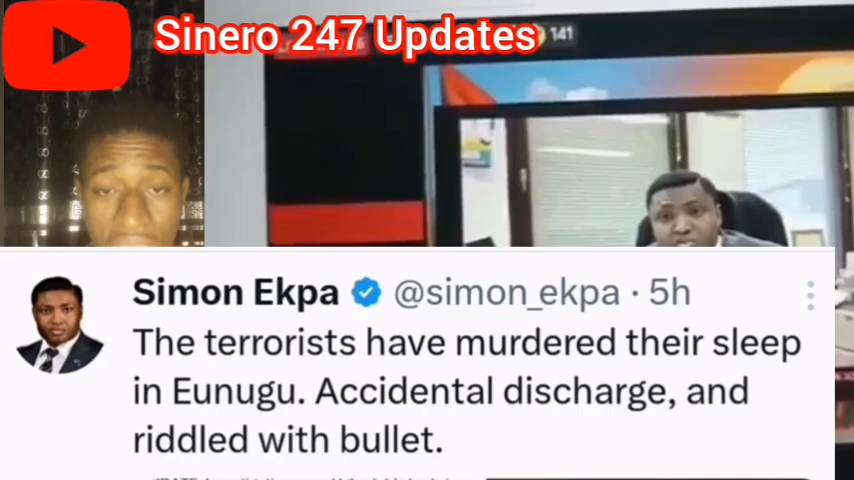 Sinero 247 Updates
141
Simon Ekpa @simon_ekpa · 5h
The terrorists have murdered their sleep
in Eunugu. Accidental discharge, and
riddled with bullet.